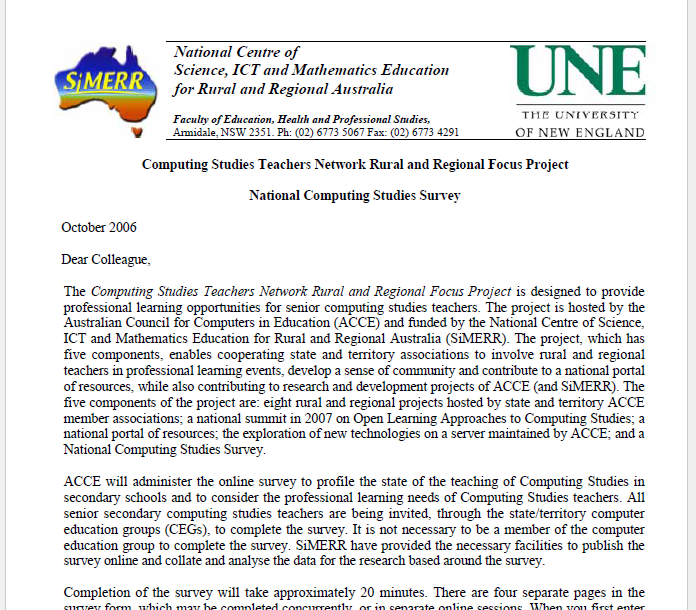 National Centre of
Science, ICT and Mathematics Education
for Rural and Regional Australia
SiMERR
UNE
Faculty of Education, Health and Professional Studies,
Armidale, NSW 2351. Ph: (02) 6773 5067 Fax: (02) 6773 4291
THE UNIVERSITY
OF NEW ENGLAND
Computing Studies Teachers Network Rural and Regional Focus Project
National Computing Studies Survey
October 2006
Dear Colleague,
The Computing Studies Teachers Network Rural and Regional Focus Project is designed to provide
professional learning opportunities for senior computing studies teachers. The project is hosted by the
Australian Council for Computers in Education (ACCE) and funded by the National Centre of Science,
ICT and Mathematics Education for Rural and Regional Australia (SiMERR). The project, which has
five components, enables cooperating state and territory associations to involve rural and regional
teachers in professional learning events, develop a sense of community and contribute to a national portal
of resources, while also contributing to research and development projects of ACCE (and SiMERR). The
five components of the project are: eight rural and regional projects hosted by state and territory ACCE
member associations; a national summit in 2007 on Open Learning Approaches to Computing Studies; a
national portal of resources; the exploration of new technologies on a server maintained by ACCE; and a
National Computing Studies Survey.
ACCE will administer the online survey to profile the state of the teaching of Computing Studies in
secondary schools and to consider the professional learning needs of Computing Studies teachers. All
senior secondary computing studies teachers are being invited, through the state/territory computer
education groups (CEGs), to complete the survey. It is not necessary to be a member of the computer
education group to complete the survey. SiMERR have provided the necessary facilities to publish the
survey online and collate and analyse the data for the research based around the survey.
Completion of the survey will take approximately 20 minutes. There are four separate pages in the
survey form, which may be completed concurrently, or in separate online sessions. When you first enter